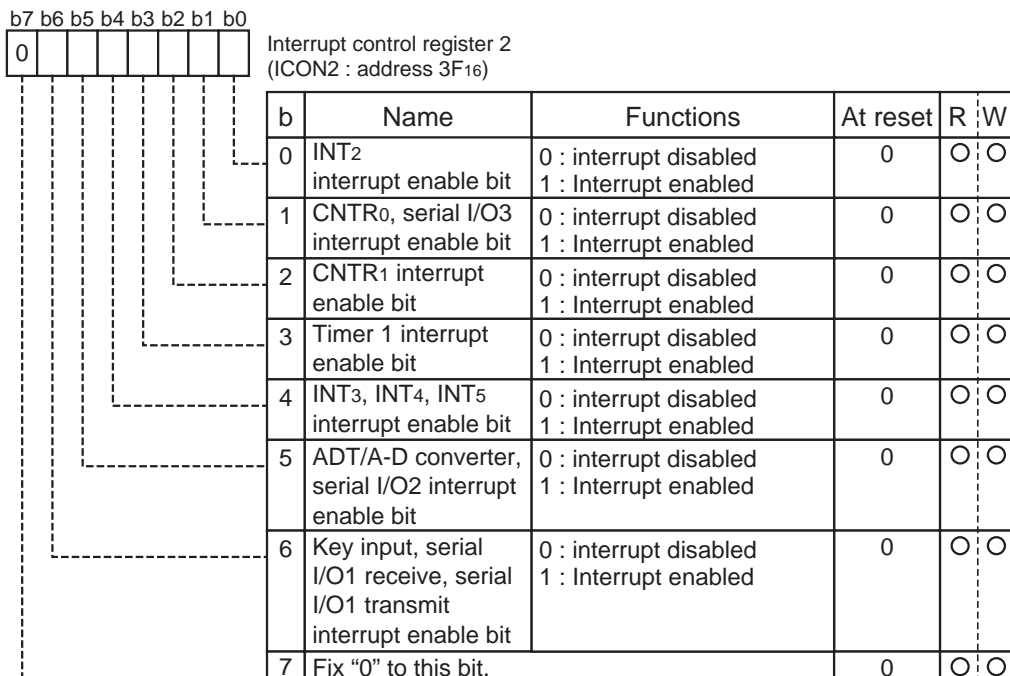 b7 b6 b5 b4 b3 b2 b1 b0
0
Interrupt control register 2
(ICON2 : address 3F16)
b Name Functions At reset R W
0 INT2 0 : interrupt disabled 0 O O
interrupt enable bit 1 : Interrupt enabled
1 CNTR0, serial I/O3 0 : interrupt disabled 0 O O
interrupt enable bit 1 : Interrupt enabled
2 CNTR1 interrupt 0 : interrupt disabled 0 O O
enable bit 1 : Interrupt enabled
3 Timer 1 interrupt 0 : interrupt disabled 0 O O
enable bit 1 : Interrupt enabled
4 INT3, INT4, INT5 0 : interrupt disabled 0 O O
interrupt enable bit 1 : Interrupt enabled
5 ADT/A-D converter, 0 : interrupt disabled 0 O O
serial I/O2 interrupt 1 : Interrupt enabled
enable bit
6 Key input, serial 0 : interrupt disabled 0 O O
I/O1 receive, serial 1 : Interrupt enabled
I/O1 transmit
interrupt enable bit
7 Fix “0” to this bit. 0 O O